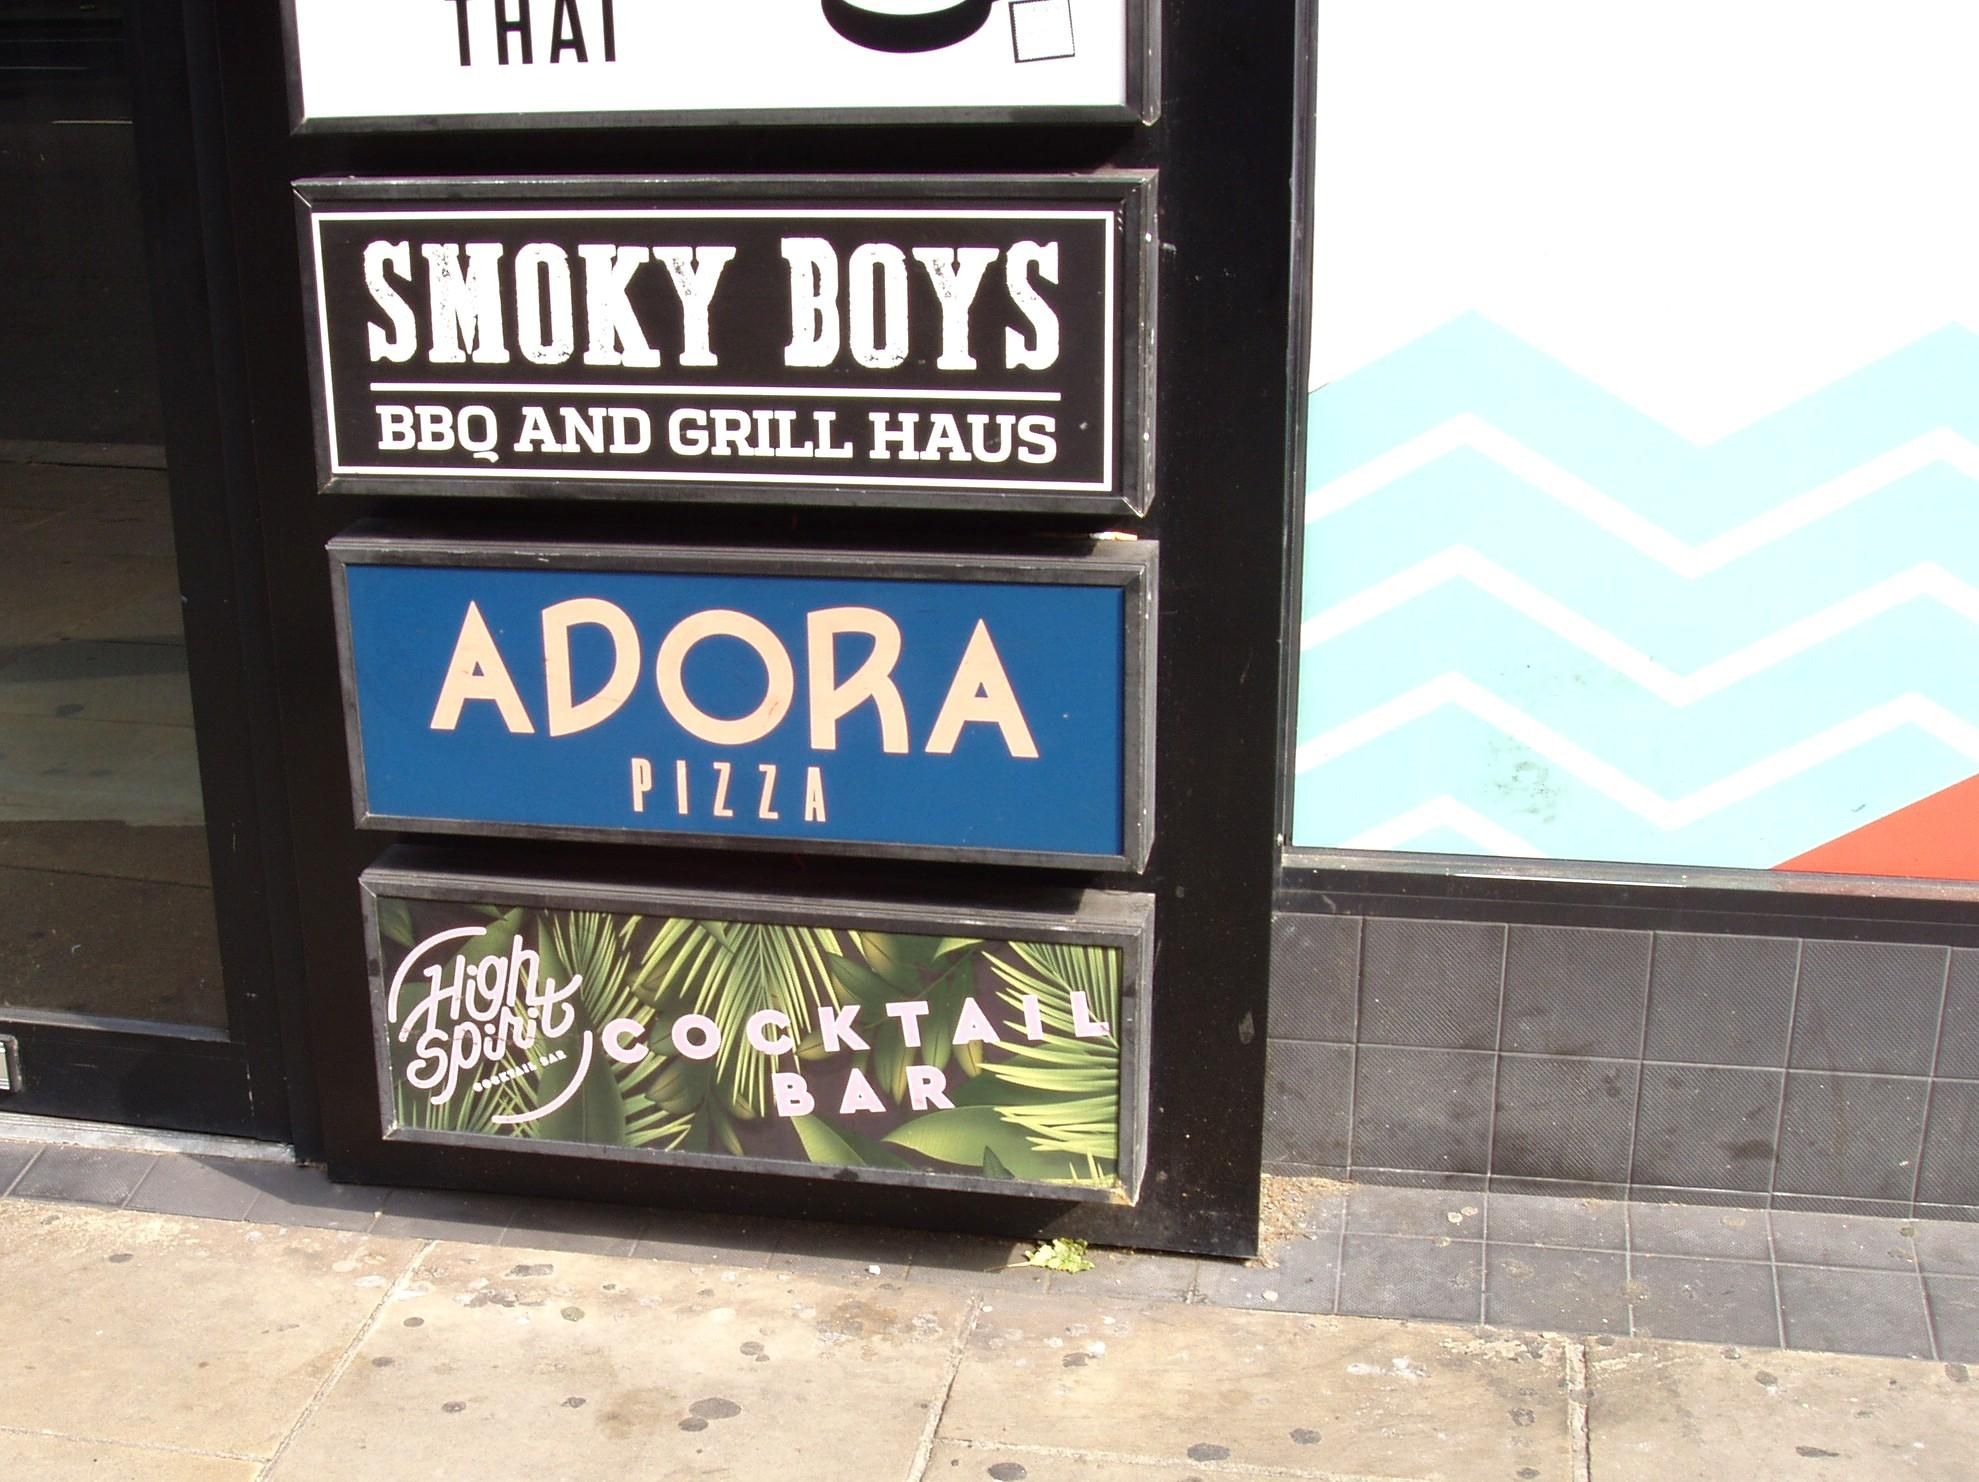 THAI
SMOKY BOYS
BBQ AND GRILL HAUS
ADORA
PIZZA
High
spirit
COCKTAIL BAR
COCKTAIL
BAR